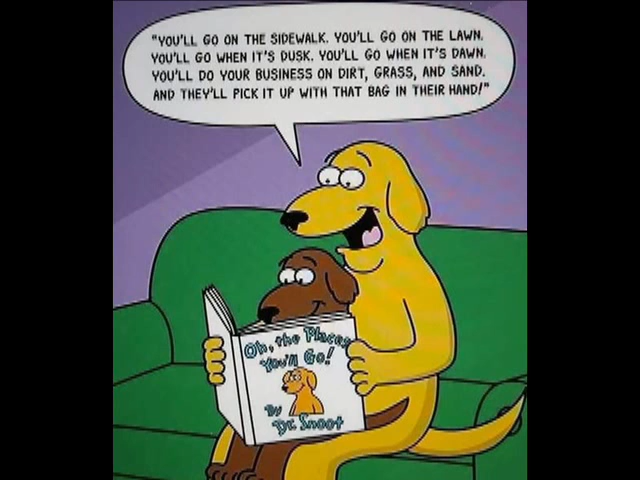 "YOU'LL GO ON THE SIDEWALK. YOU'LL GO ON THE LAWN.
YOU'LL GO WHEN IT'S DUSK. YOU'LL GO WHEN IT'S DAWN.
YOU'LL DO YOUR BUSINESS ON DIRT, GRASS, AND SAND.
AND THEY'LL PICK IT UP WITH THAT BAG IN THEIR HAND!"
Oh, the Places
You'll Go!
By
Dr. Snoot